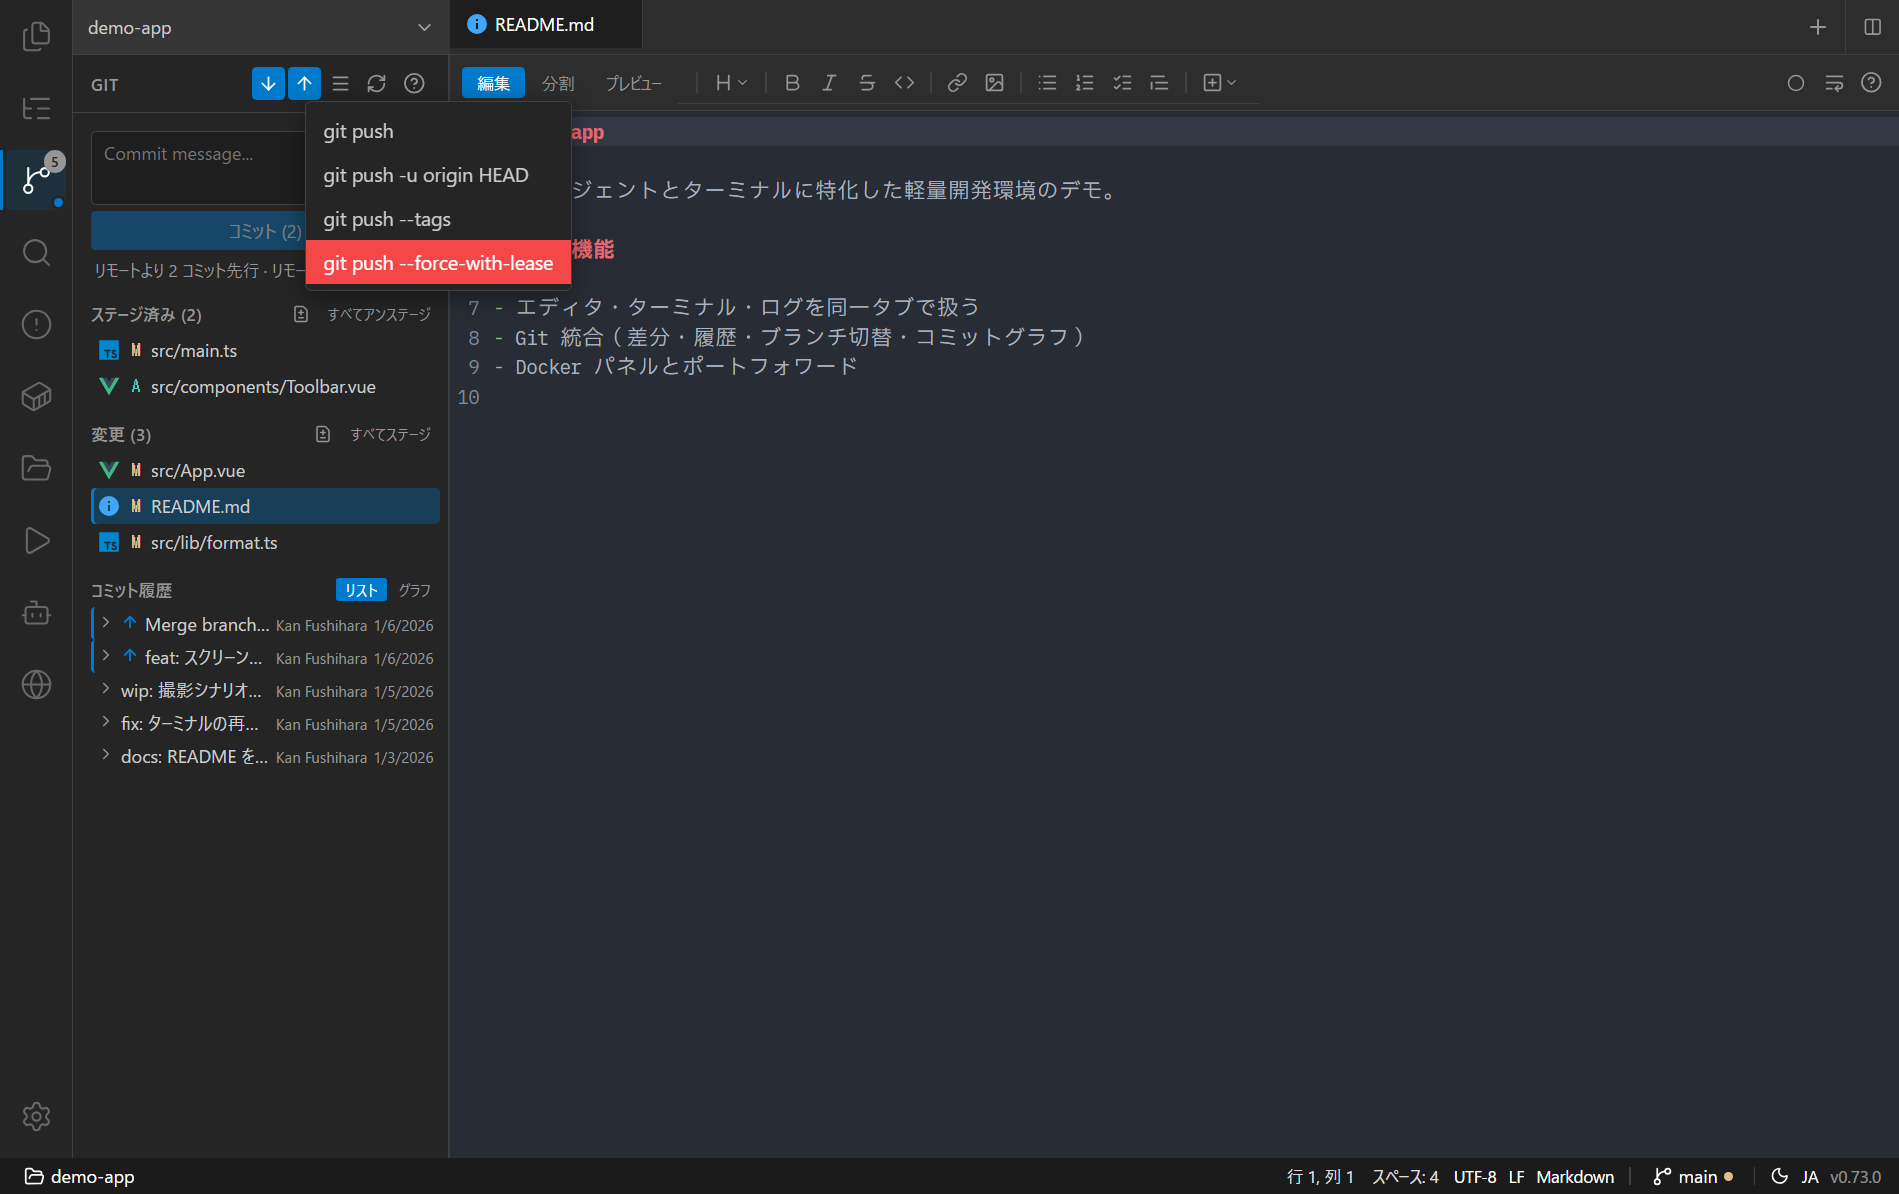 demo-app
README.md
GIT
編集 分割 プレビュー
H
git push
git push -u origin HEAD
git push --tags
git push --force-with-lease
5
Commit message...
コミット (2)
リモートより 2 コミット先行 · リモー
ステージ済み (2) すべてアンステージ
TS M src/main.ts
A src/components/Toolbar.vue
変更 (3) すべてステージ
M src/App.vue
M README.md
TS M src/lib/format.ts
コミット履歴 リスト グラフ
Merge branch... Kan Fushihara 1/6/2026
feat: スクリーン... Kan Fushihara 1/6/2026
wip: 撮影シナリオ... Kan Fushihara 1/5/2026
fix: ターミナルの再... Kan Fushihara 1/5/2026
docs: README を... Kan Fushihara 1/3/2026
app
ジェントとターミナルに特化した軽量開発環境のデモ。
機能
7 - エディタ・ターミナル・ログを同一タブで扱う
8 - Git 統合（差分・履歴・ブランチ切替・コミットグラフ）
9 - Docker パネルとポートフォワード
10
demo-app
行 1, 列 1 スペース: 4 UTF-8 LF Markdown main JA v0.73.0